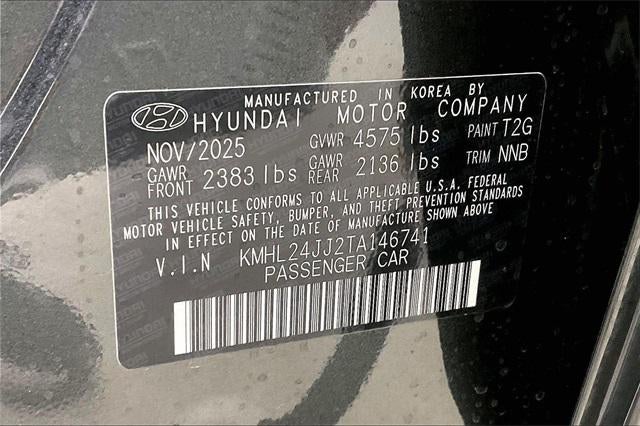 MANUFACTURED IN KOREA BY
HYUNDAI MOTOR COMPANY
NOV/2025 GVWR 4575 lbs PAINT T2G
GAWR FRONT 2383 lbs GAWR REAR 2136 lbs TRIM NNB
THIS VEHICLE CONFORMS TO ALL APPLICABLE U.S.A. FEDERAL
MOTOR VEHICLE SAFETY, BUMPER, AND THEFT PREVENTION STANDARDS
IN EFFECT ON THE DATE OF MANUFACTURE SHOWN ABOVE
V.I.N KMHL24JJ2TA146741
PASSENGER CAR